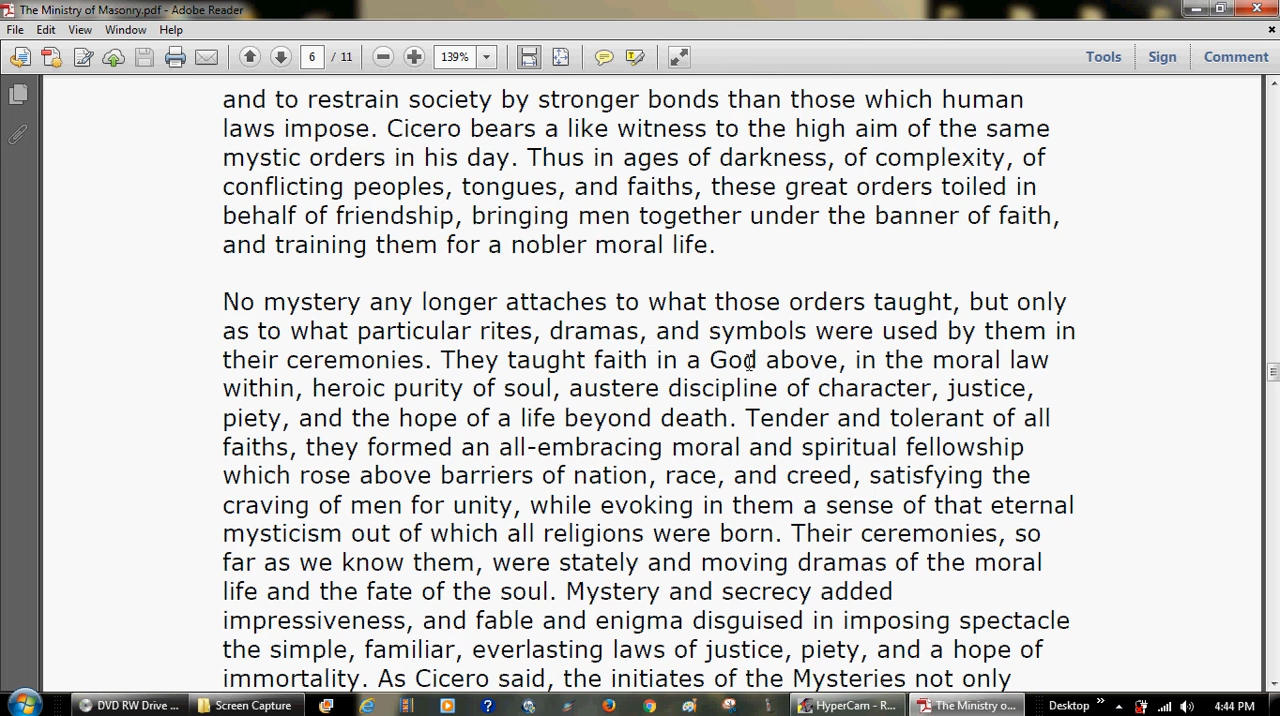 The Ministry of Masonry.pdf - Adobe Reader
File Edit View Window Help
6 / 11 139% Tools Sign Comment
and to restrain society by stronger bonds than those which human
laws impose. Cicero bears a like witness to the high aim of the same
mystic orders in his day. Thus in ages of darkness, of complexity, of
conflicting peoples, tongues, and faiths, these great orders toiled in
behalf of friendship, bringing men together under the banner of faith,
and training them for a nobler moral life.
No mystery any longer attaches to what those orders taught, but only
as to what particular rites, dramas, and symbols were used by them in
their ceremonies. They taught faith in a God above, in the moral law
within, heroic purity of soul, austere discipline of character, justice,
piety, and the hope of a life beyond death. Tender and tolerant of all
faiths, they formed an all-embracing moral and spiritual fellowship
which rose above barriers of nation, race, and creed, satisfying the
craving of men for unity, while evoking in them a sense of that eternal
mysticism out of which all religions were born. Their ceremonies, so
far as we know them, were stately and moving dramas of the moral
life and the fate of the soul. Mystery and secrecy added
impressiveness, and fable and enigma disguised in imposing spectacle
the simple, familiar, everlasting laws of justice, piety, and a hope of
immortality. As Cicero said, the initiates of the Mysteries not only
DVD RW Drive ... Screen Capture HyperCam - R... The Ministry o... Desktop » 4:44 PM